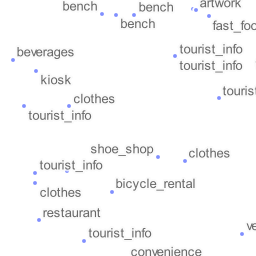 artwork
bench
bench
bench
fast_foo
tourist_info
beverages
tourist_info
kiosk
tourist
clothes
tourist_info
shoe_shop
clothes
tourist_info
bicycle_rental
clothes
restaurant
ve
tourist_info
convenience